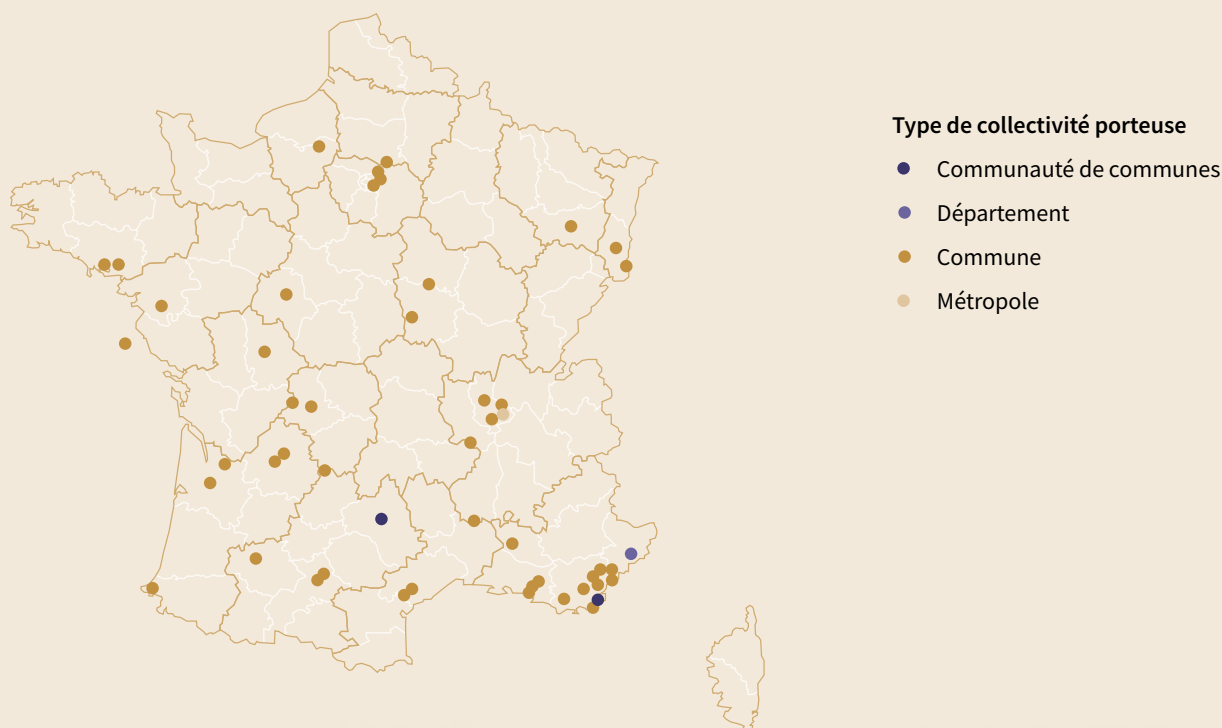 Type de collectivité porteuse
Communauté de communes
Département
Commune
Métropole